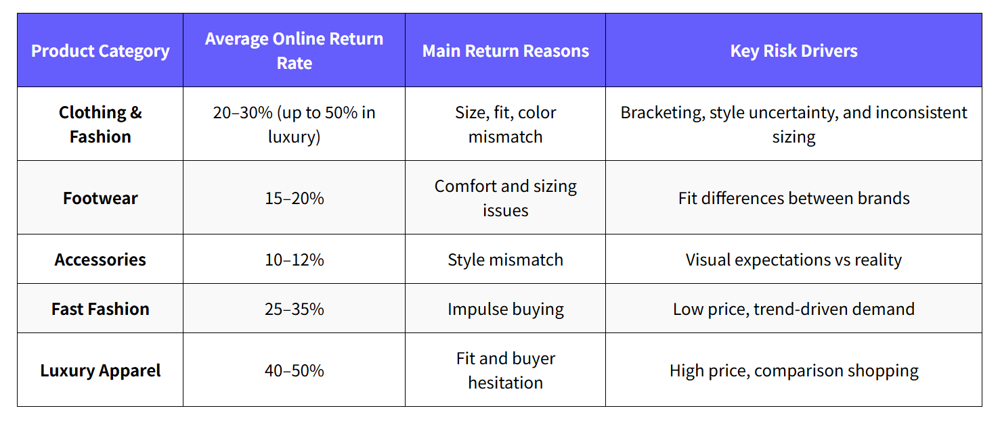 Product Category
Average Online Return
Rate
Main Return Reasons
Key Risk Drivers
Clothing &
Fashion
20–30% (up to 50% in
luxury)
Size, fit, color
mismatch
Bracketing, style uncertainty, and inconsistent
sizing
Footwear
15–20%
Comfort and sizing
issues
Fit differences between brands
Accessories
10–12%
Style mismatch
Visual expectations vs reality
Fast Fashion
25–35%
Impulse buying
Low price, trend-driven demand
Luxury Apparel
40–50%
Fit and buyer
hesitation
High price, comparison shopping